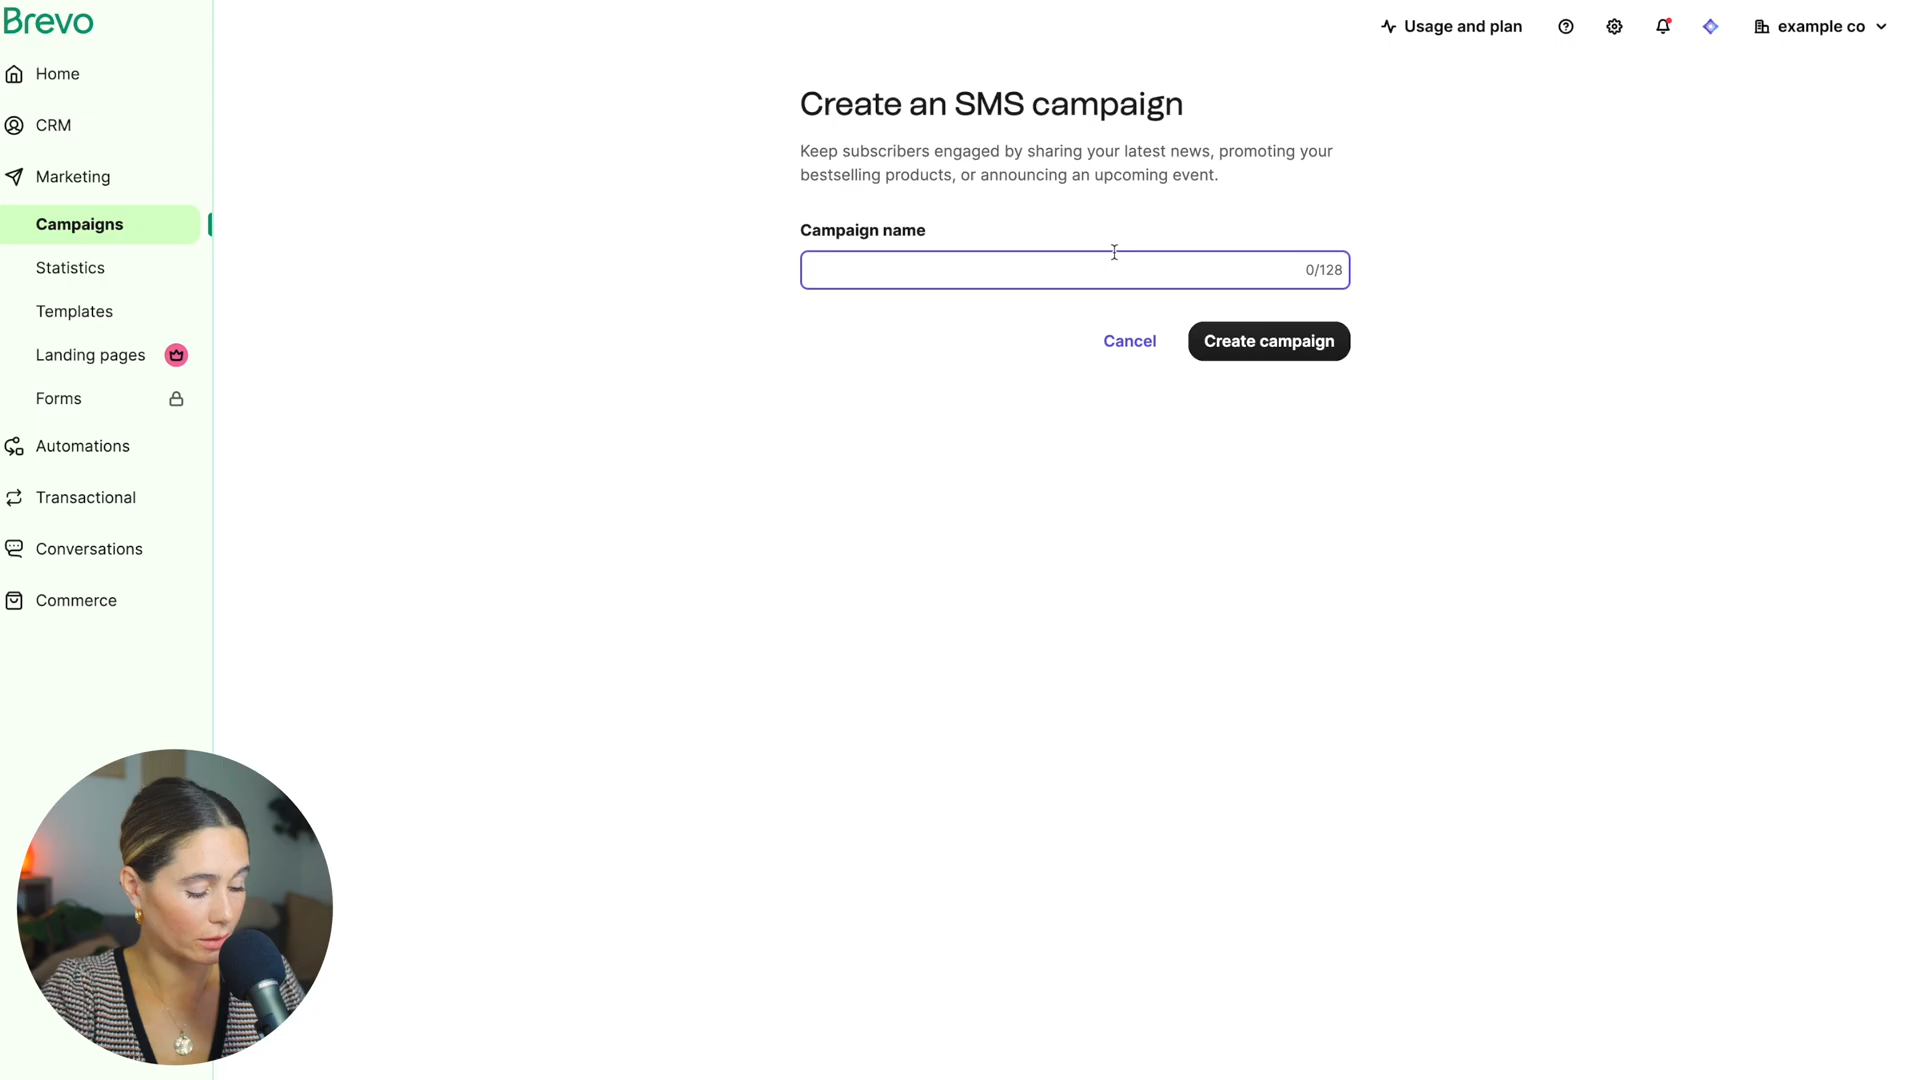 Brevo
Usage and plan
example co
Home
CRM
Marketing
Campaigns
Statistics
Templates
Landing pages
Forms
Automations
Transactional
Conversations
Commerce
Create an SMS campaign
Keep subscribers engaged by sharing your latest news, promoting your
bestselling products, or announcing an upcoming event.
Campaign name
0/128
Cancel
Create campaign